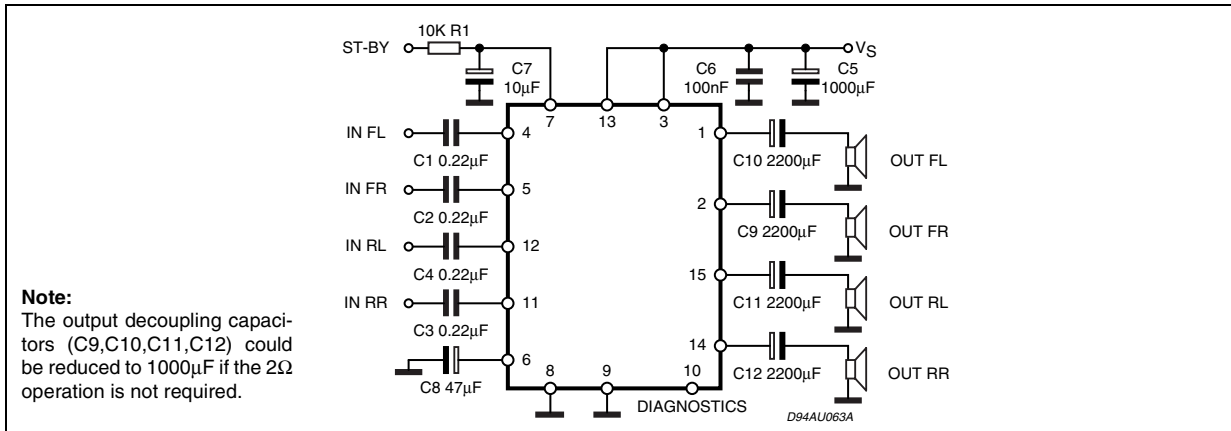 10K R1
ST-BY
VS
C7
10µF
C6
100nF
C5
1000µF
7
13
3
IN FL
4
C1 0.22µF
1
C10 2200µF
OUT FL
IN FR
5
C2 0.22µF
2
C9 2200µF
OUT FR
IN RL
12
C4 0.22µF
15
C11 2200µF
OUT RL
IN RR
11
C3 0.22µF
14
C12 2200µF
OUT RR
6
C8 47µF
8
9
10
DIAGNOSTICS
D94AU063A
Note:
The output decoupling capaci-
tors (C9,C10,C11,C12) could
be reduced to 1000µF if the 2Ω
operation is not required.